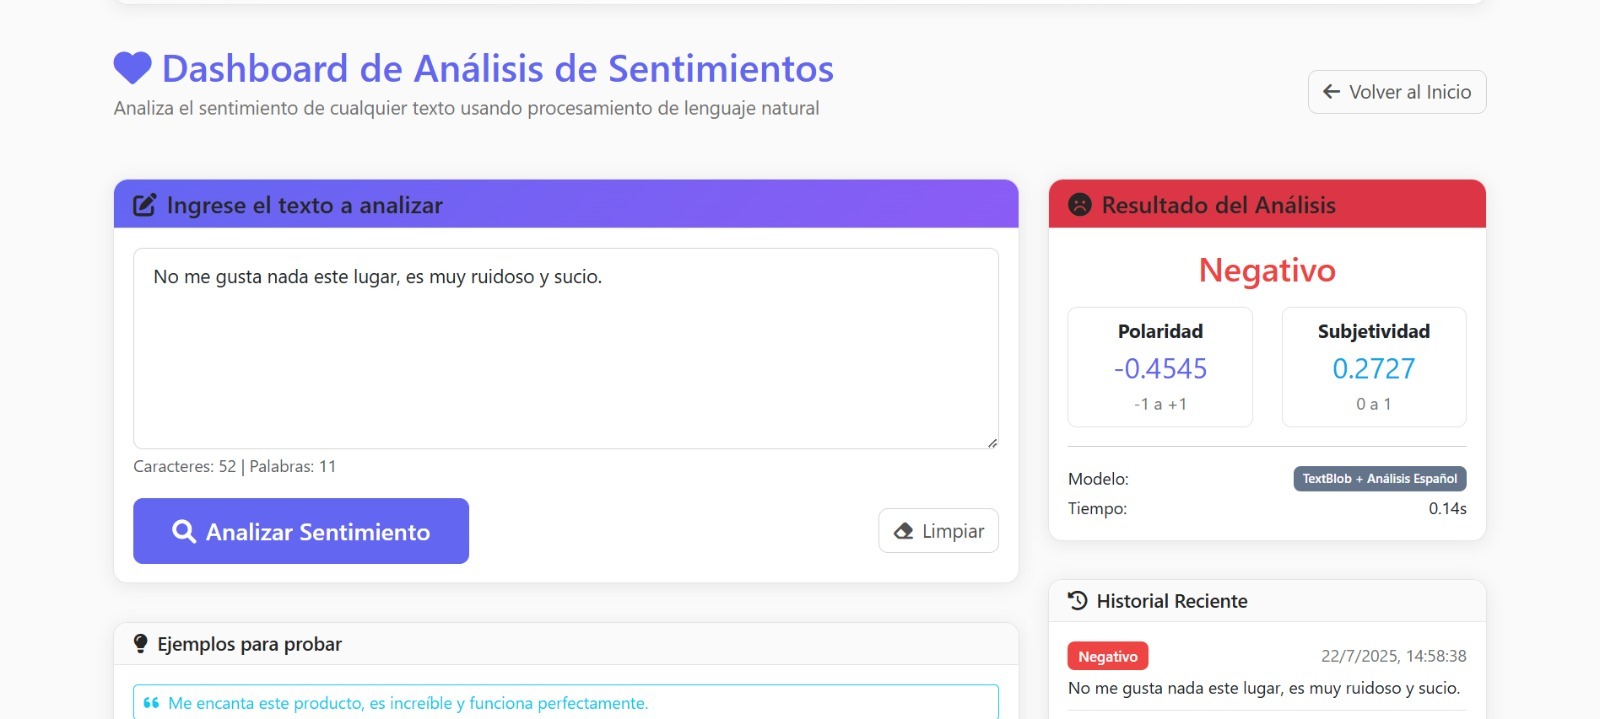 Dashboard de Análisis de Sentimientos
Analiza el sentimiento de cualquier texto usando procesamiento de lenguaje natural
Volver al Inicio
Ingrese el texto a analizar
No me gusta nada este lugar, es muy ruidoso y sucio.
Caracteres: 52 | Palabras: 11
Analizar Sentimiento
Limpiar
Ejemplos para probar
Me encanta este producto, es increíble y funciona perfectamente.
Resultado del Análisis
Negativo
Polaridad
-0.4545
-1 a +1
Subjetividad
0.2727
0 a 1
Modelo: TextBlob + Análisis Español
Tiempo: 0.14s
Historial Reciente
Negativo 22/7/2025, 14:58:38
No me gusta nada este lugar, es muy ruidoso y sucio.